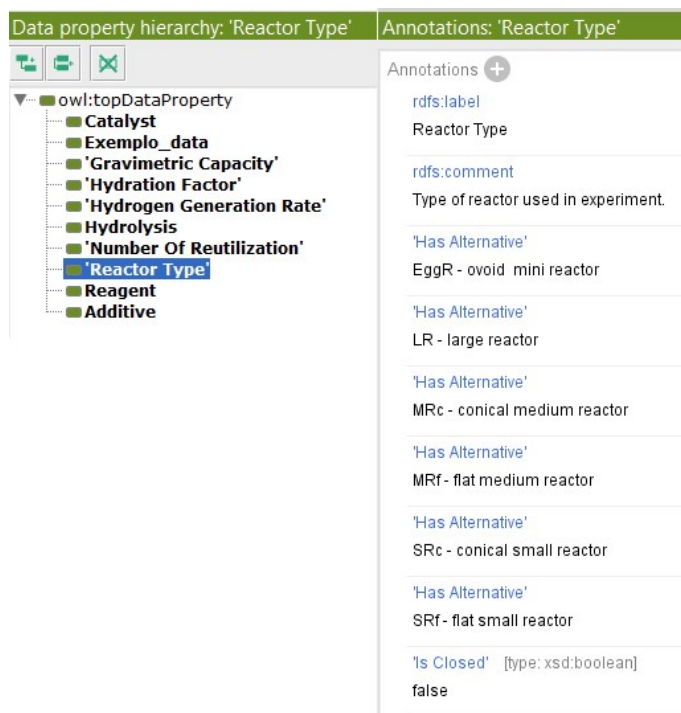 Data property hierarchy: 'Reactor Type'
owl:topDataProperty
Catalyst
Exemplo_data
'Gravimetric Capacity'
'Hydration Factor'
'Hydrogen Generation Rate'
Hydrolysis
'Number Of Reutilization'
'Reactor Type'
Reagent
Additive
Annotations: 'Reactor Type'
Annotations
rdfs:label
Reactor Type
rdfs:comment
Type of reactor used in experiment.
'Has Alternative'
EggR - ovoid mini reactor
'Has Alternative'
LR - large reactor
'Has Alternative'
MRc - conical medium reactor
'Has Alternative'
MRf - flat medium reactor
'Has Alternative'
SRc - conical small reactor
'Has Alternative'
SRf - flat small reactor
'Is Closed' [type: xsd:boolean]
false